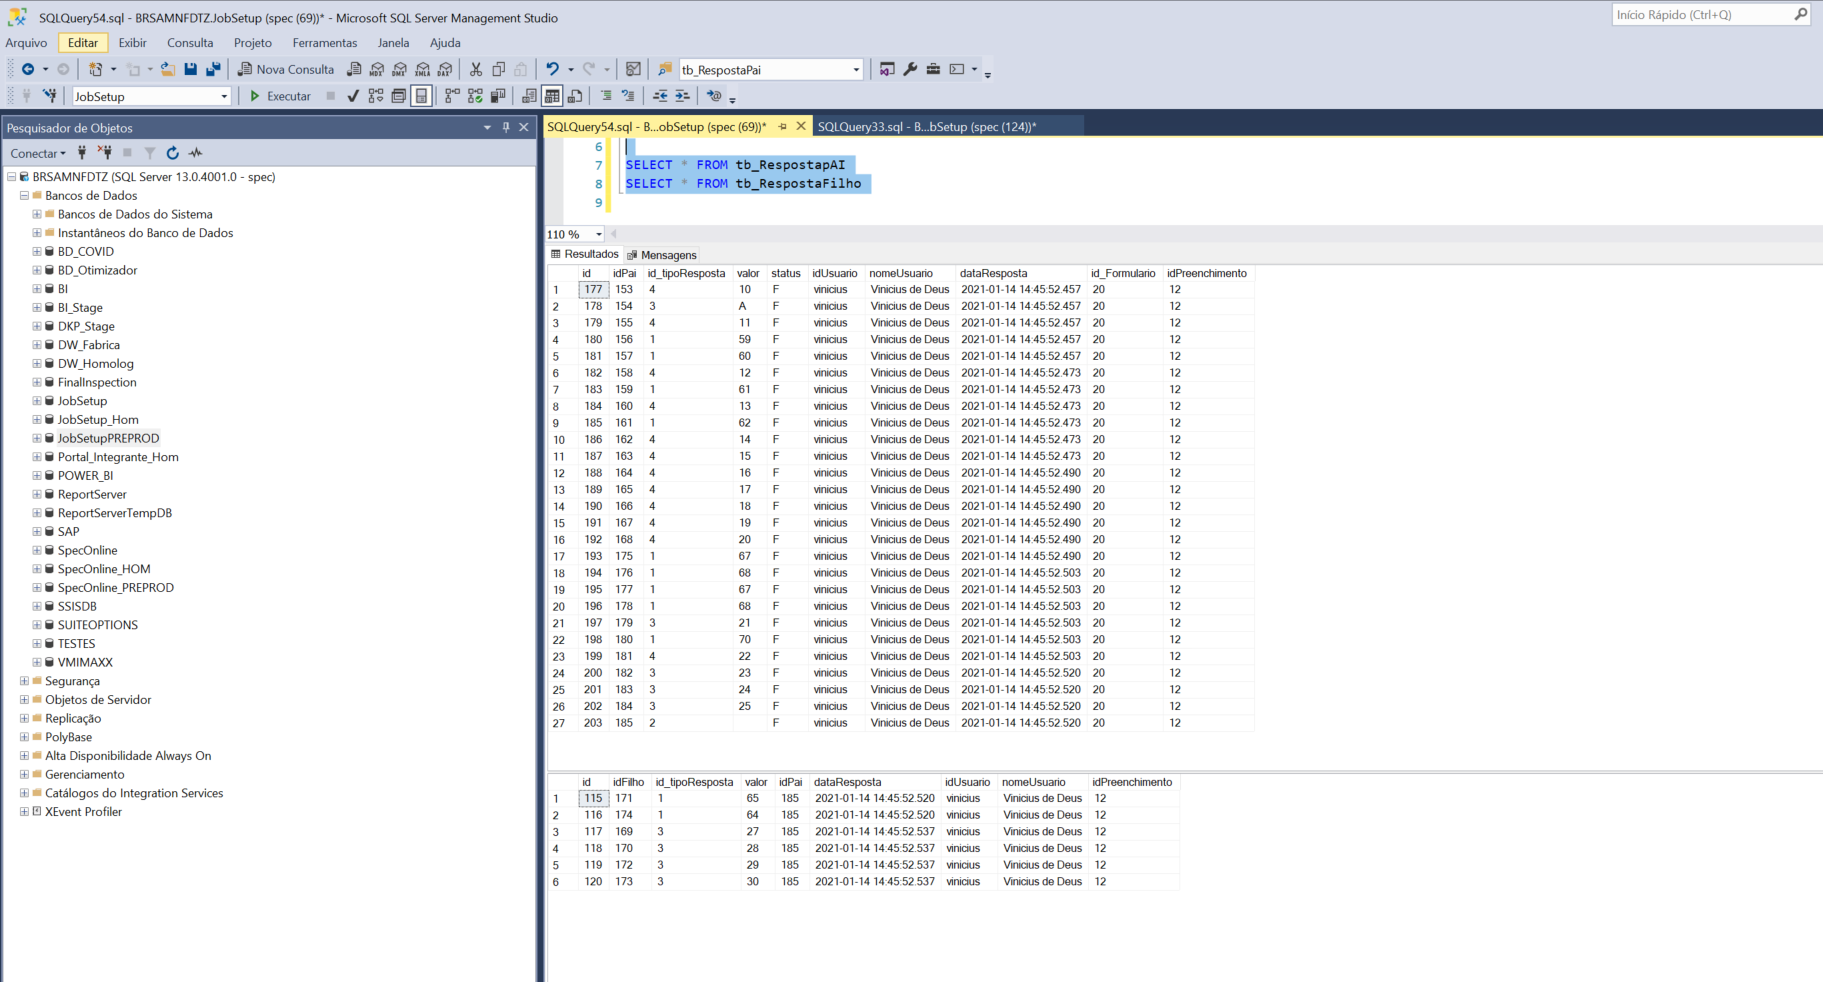 SQLQuery54.sql - BRSAMNFDTZ.JobSetup (spec (69))* - Microsoft SQL Server Management Studio
Início Rápido (Ctrl+Q)
Arquivo Editar Exibir Consulta Projeto Ferramentas Janela Ajuda
Nova Consulta MDX DMX XMLA DAX tb_RespostaPai
JobSetup Executar
Pesquisador de Objetos
Conectar
BRSAMNFDTZ (SQL Server 13.0.4001.0 - spec)
Bancos de Dados
Bancos de Dados do Sistema
Instantâneos do Banco de Dados
BD_COVID
BD_Otimizador
BI
BI_Stage
DKP_Stage
DW_Fabrica
DW_Homolog
FinalInspection
JobSetup
JobSetup_Hom
JobSetupPREPROD
Portal_Integrante_Hom
POWER_BI
ReportServer
ReportServerTempDB
SAP
SpecOnline
SpecOnline_HOM
SpecOnline_PREPROD
SSISDB
SUITEOPTIONS
TESTES
VMIMAXX
Segurança
Objetos de Servidor
Replicação
PolyBase
Alta Disponibilidade Always On
Gerenciamento
Catálogos do Integration Services
XEvent Profiler
SQLQuery54.sql - B...obSetup (spec (69))* SQLQuery33.sql - B...bSetup (spec (124))*
6
7 SELECT * FROM tb_RespostapAI
8 SELECT * FROM tb_RespostaFilho
9
110 %
Resultados Mensagens
id idPai id_tipoResposta valor status idUsuario nomeUsuario dataResposta id_Formulario idPreenchimento
1 177 153 4 10 F vinicius Vinicius de Deus 2021-01-14 14:45:52.457 20 12
2 178 154 3 A F vinicius Vinicius de Deus 2021-01-14 14:45:52.457 20 12
3 179 155 4 11 F vinicius Vinicius de Deus 2021-01-14 14:45:52.457 20 12
4 180 156 1 59 F vinicius Vinicius de Deus 2021-01-14 14:45:52.457 20 12
5 181 157 1 60 F vinicius Vinicius de Deus 2021-01-14 14:45:52.457 20 12
6 182 158 4 12 F vinicius Vinicius de Deus 2021-01-14 14:45:52.473 20 12
7 183 159 1 61 F vinicius Vinicius de Deus 2021-01-14 14:45:52.473 20 12
8 184 160 4 13 F vinicius Vinicius de Deus 2021-01-14 14:45:52.473 20 12
9 185 161 1 62 F vinicius Vinicius de Deus 2021-01-14 14:45:52.473 20 12
10 186 162 4 14 F vinicius Vinicius de Deus 2021-01-14 14:45:52.473 20 12
11 187 163 4 15 F vinicius Vinicius de Deus 2021-01-14 14:45:52.473 20 12
12 188 164 4 16 F vinicius Vinicius de Deus 2021-01-14 14:45:52.490 20 12
13 189 165 4 17 F vinicius Vinicius de Deus 2021-01-14 14:45:52.490 20 12
14 190 166 4 18 F vinicius Vinicius de Deus 2021-01-14 14:45:52.490 20 12
15 191 167 4 19 F vinicius Vinicius de Deus 2021-01-14 14:45:52.490 20 12
16 192 168 4 20 F vinicius Vinicius de Deus 2021-01-14 14:45:52.490 20 12
17 193 175 1 67 F vinicius Vinicius de Deus 2021-01-14 14:45:52.490 20 12
18 194 176 1 68 F vinicius Vinicius de Deus 2021-01-14 14:45:52.503 20 12
19 195 177 1 67 F vinicius Vinicius de Deus 2021-01-14 14:45:52.503 20 12
20 196 178 1 68 F vinicius Vinicius de Deus 2021-01-14 14:45:52.503 20 12
21 197 179 3 21 F vinicius Vinicius de Deus 2021-01-14 14:45:52.503 20 12
22 198 180 1 70 F vinicius Vinicius de Deus 2021-01-14 14:45:52.503 20 12
23 199 181 4 22 F vinicius Vinicius de Deus 2021-01-14 14:45:52.503 20 12
24 200 182 3 23 F vinicius Vinicius de Deus 2021-01-14 14:45:52.520 20 12
25 201 183 3 24 F vinicius Vinicius de Deus 2021-01-14 14:45:52.520 20 12
26 202 184 3 25 F vinicius Vinicius de Deus 2021-01-14 14:45:52.520 20 12
27 203 185 2 F vinicius Vinicius de Deus 2021-01-14 14:45:52.520 20 12
id idFilho id_tipoResposta valor idPai dataResposta idUsuario nomeUsuario idPreenchimento
1 115 171 1 65 185 2021-01-14 14:45:52.520 vinicius Vinicius de Deus 12
2 116 174 1 64 185 2021-01-14 14:45:52.520 vinicius Vinicius de Deus 12
3 117 169 3 27 185 2021-01-14 14:45:52.537 vinicius Vinicius de Deus 12
4 118 170 3 28 185 2021-01-14 14:45:52.537 vinicius Vinicius de Deus 12
5 119 172 3 29 185 2021-01-14 14:45:52.537 vinicius Vinicius de Deus 12
6 120 173 3 30 185 2021-01-14 14:45:52.537 vinicius Vinicius de Deus 12